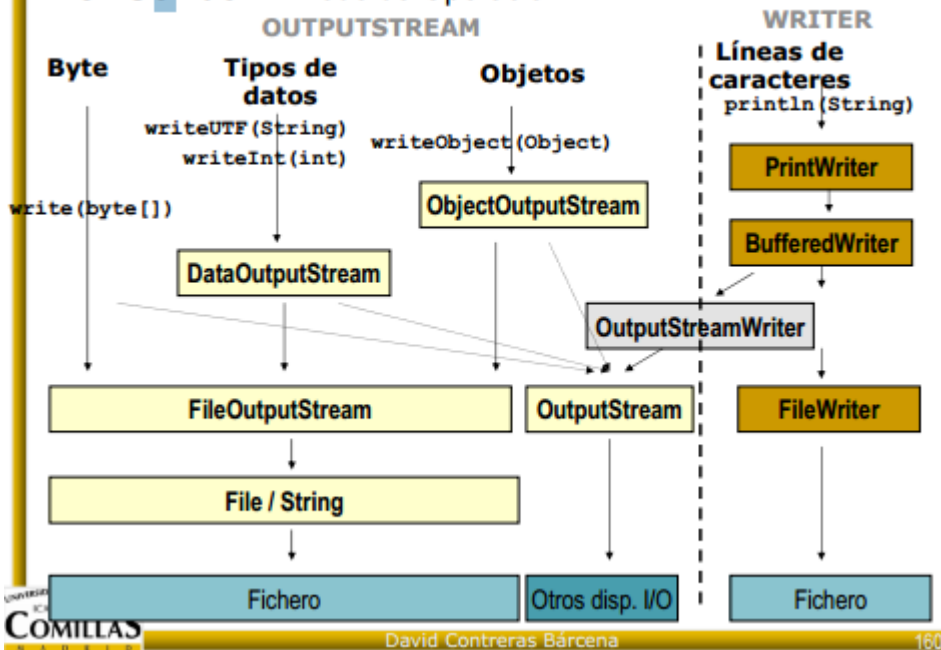 OUTPUTSTREAM
WRITER
Byte
Tipos de
datos
Objetos
Líneas de
caracteres
println(String)
writeUTF(String)
writeInt(int)
writeObject(Object)
PrintWriter
write(byte[])
ObjectOutputStream
BufferedWriter
DataOutputStream
OutputStreamWriter
FileOutputStream
OutputStream
FileWriter
File / String
Fichero
Otros disp. I/O
Fichero
COMILLAS
David Contreras Bárcena
160